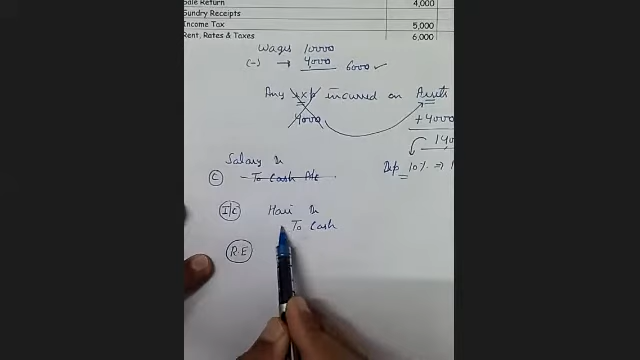 Sale Return 4,000
Sundry Receipts
Income Tax 5,000
Rent, Rates & Taxes 6,000
Wages 10000
(-) → 4000 6000 ✓
Any exp incurred on Assets
4000
+4000
Salary Dr
Dep 10% ⇒ 1
(C) To Cash A/c
(I/C) Hari Dr
To Cash
(R.E)